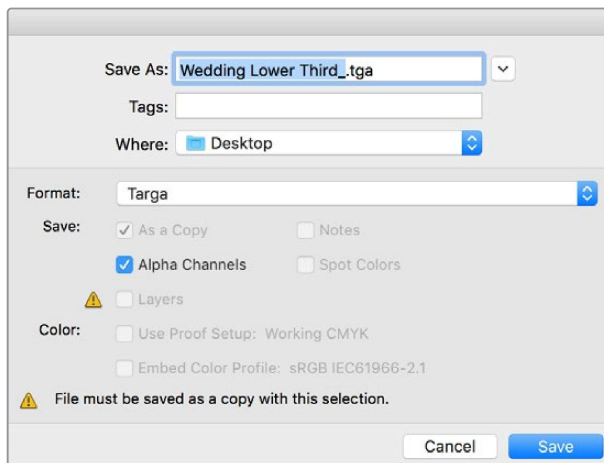 Save As: Wedding Lower Third_.tga
Tags:
Where: Desktop
Format: Targa
Save: As a Copy Notes
Alpha Channels Spot Colors
Layers
Color: Use Proof Setup: Working CMYK
Embed Color Profile: sRGB IEC61966-2.1
File must be saved as a copy with this selection.
Cancel Save